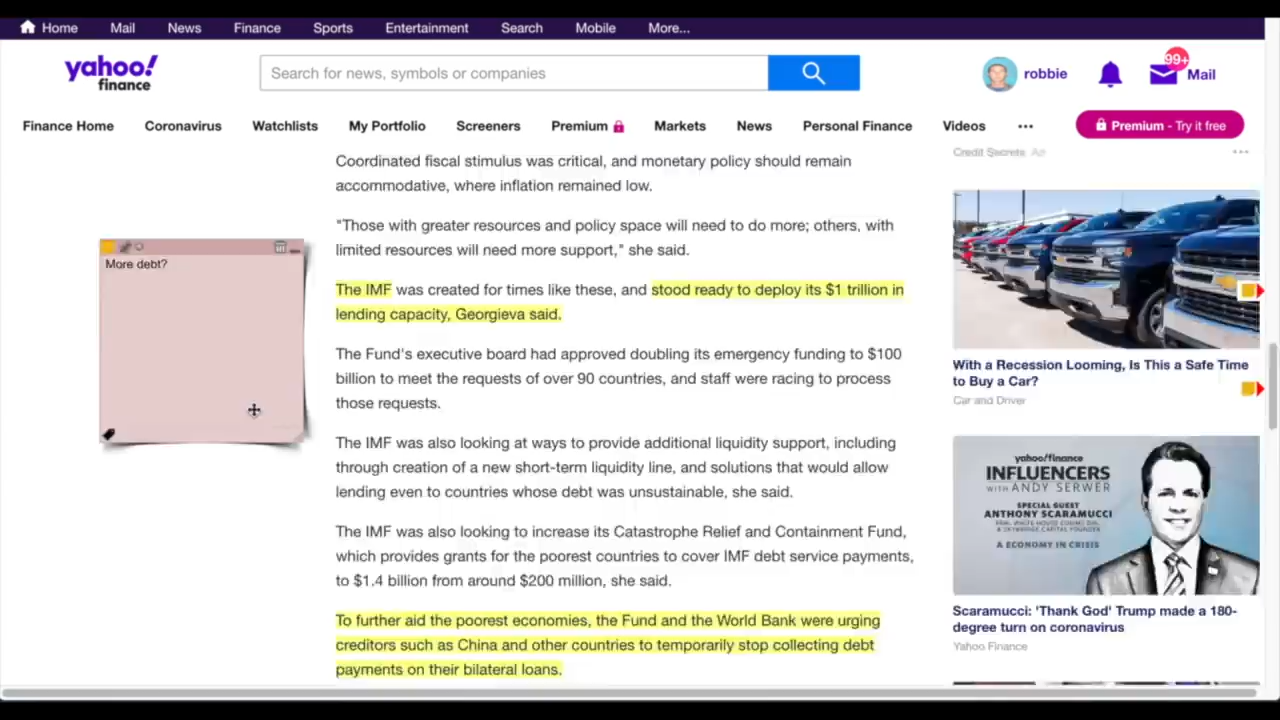 Home Mail News Finance Sports Entertainment Search Mobile More...
yahoo!
finance
Search for news, symbols or companies
robbie
99+
Mail
Finance Home Coronavirus Watchlists My Portfolio Screeners Premium Markets News Personal Finance Videos ... Premium - Try it free
Credit Secrets Ad
...
Coordinated fiscal stimulus was critical, and monetary policy should remain
accommodative, where inflation remained low.
"Those with greater resources and policy space will need to do more; others, with
limited resources will need more support," she said.
More debt?
The IMF was created for times like these, and stood ready to deploy its $1 trillion in
lending capacity, Georgieva said.
The Fund's executive board had approved doubling its emergency funding to $100
billion to meet the requests of over 90 countries, and staff were racing to process
those requests.
The IMF was also looking at ways to provide additional liquidity support, including
through creation of a new short-term liquidity line, and solutions that would allow
lending even to countries whose debt was unsustainable, she said.
The IMF was also looking to increase its Catastrophe Relief and Containment Fund,
which provides grants for the poorest countries to cover IMF debt service payments,
to $1.4 billion from around $200 million, she said.
To further aid the poorest economies, the Fund and the World Bank were urging
creditors such as China and other countries to temporarily stop collecting debt
payments on their bilateral loans.
With a Recession Looming, Is This a Safe Time
to Buy a Car?
Car and Driver
yahoo!finance
INFLUENCERS
WITH ANDY SERWER
SPECIAL GUEST
ANTHONY SCARAMUCCI
A ECONOMY IN CRISIS
Scaramucci: 'Thank God' Trump made a 180-
degree turn on coronavirus
Yahoo Finance